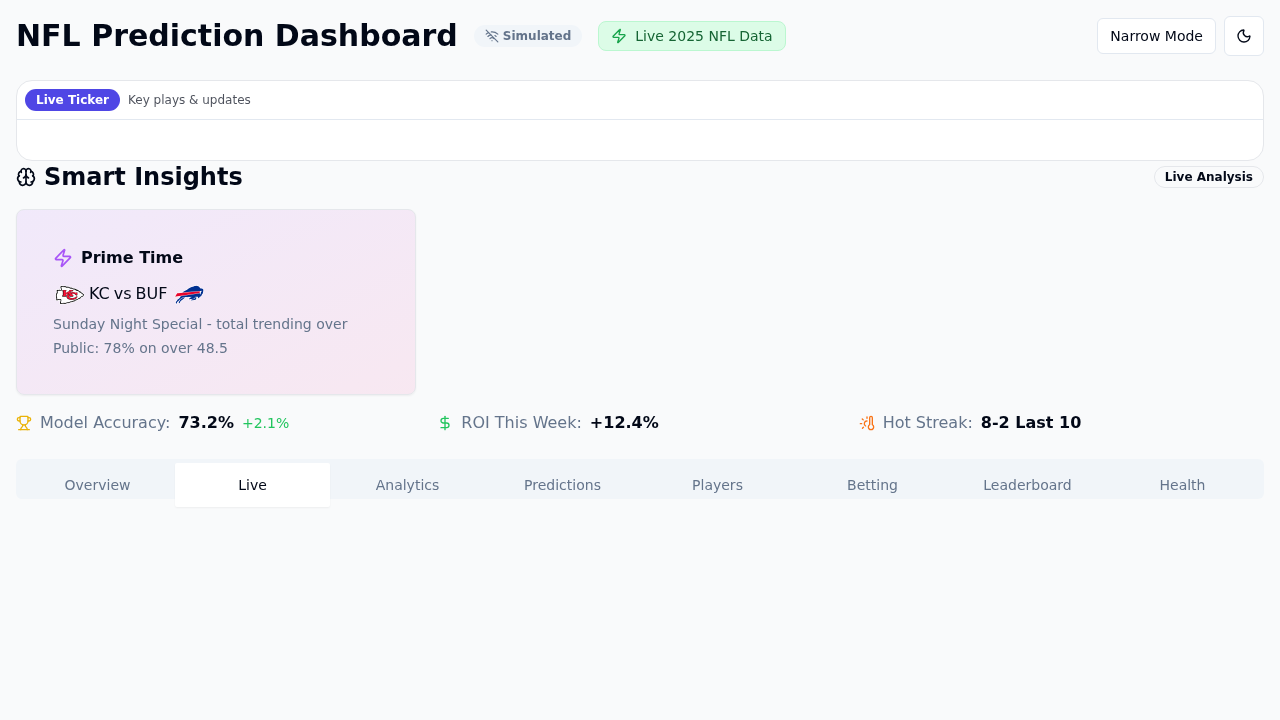 NFL Prediction Dashboard
Simulated
Live 2025 NFL Data
Narrow Mode
Live Ticker
Key plays & updates
Smart Insights
Live Analysis
Prime Time
KC vs BUF
Sunday Night Special - total trending over
Public: 78% on over 48.5
Model Accuracy: 73.2% +2.1%
ROI This Week: +12.4%
Hot Streak: 8-2 Last 10
Overview
Live
Analytics
Predictions
Players
Betting
Leaderboard
Health